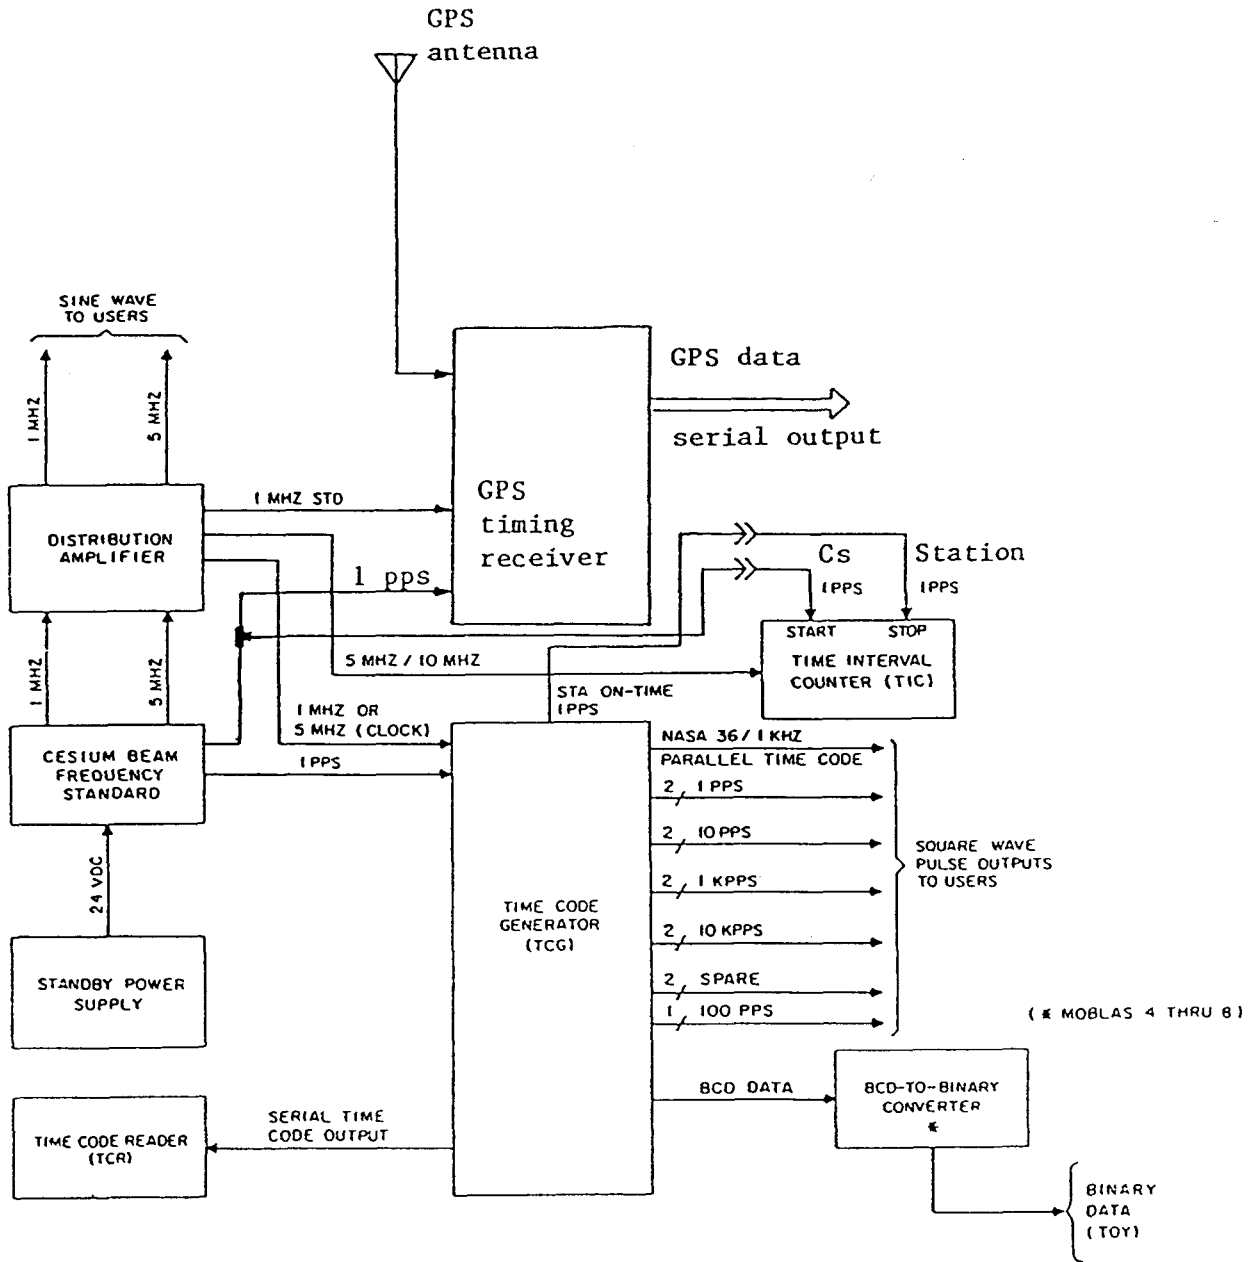 GPS
antenna
SINE WAVE
TO USERS
1 MHZ
5 MHZ
GPS data
serial output
DISTRIBUTION
AMPLIFIER
1 MHZ STD
GPS
timing
receiver
1 pps
Cs
1PPS
Station
1PPS
START
STOP
TIME INTERVAL
COUNTER (TIC)
1 MHZ
5 MHZ
5 MHZ / 10 MHZ
STA ON-TIME
1PPS
1 MHZ OR
5 MHZ (CLOCK)
CESIUM BEAM
FREQUENCY
STANDARD
1PPS
NASA 36 / 1 KHZ
PARALLEL TIME CODE
2/ 1 PPS
2/ 10 PPS
2/ 1 KPPS
2/ 10 KPPS
2/ SPARE
1/ 100 PPS
SQUARE WAVE
PULSE OUTPUTS
TO USERS
24 VDC
TIME CODE
GENERATOR
(TCG)
STANDBY POWER
SUPPLY
(* MOBLAS 4 THRU 8)
BCD DATA
BCD-TO-BINARY
CONVERTER
*
SERIAL TIME
CODE OUTPUT
TIME CODE READER
(TCR)
BINARY
DATA
(TOY)